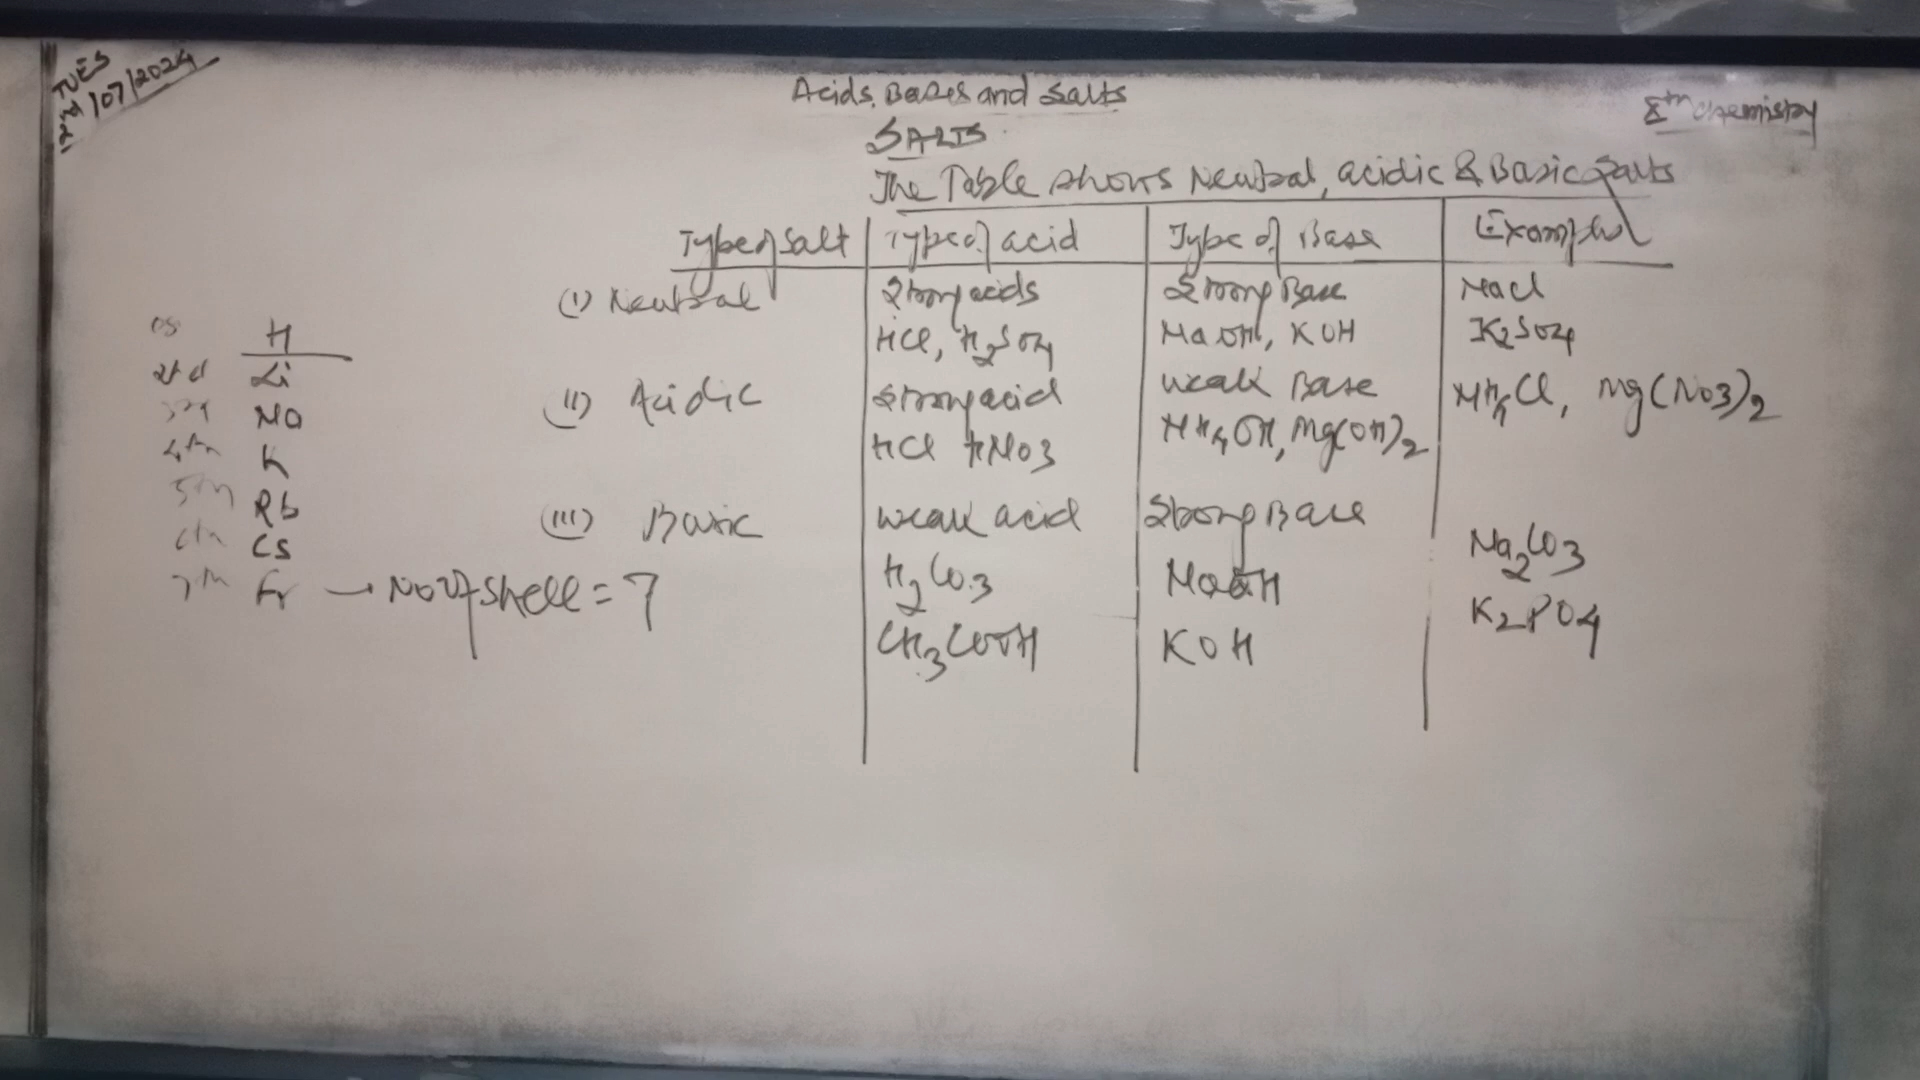 TUES
/07/2024
Acids, Bases and Salts
8th Chemistry
SALTS
The Table shows Neutral, acidic & Basic Salts
Type of Salt Type of acid Type of Base Example
(I) Neutral Strong acids Strong Base NaCl
HCl, H2SO4 NaOH, KOH K2SO4
(II) Acidic Strong acid Weak Base NH4Cl, Mg(NO3)2
HCl HNO3 NH4OH, Mg(OH)2
(III) Basic weak acid Strong Base
H2CO3 NaOH Na2CO3
CH3COOH KOH K2PO4
H
2nd Li
3rd Na
4th K
5th Rb
6th Cs
7th Fr → No of shell = 7